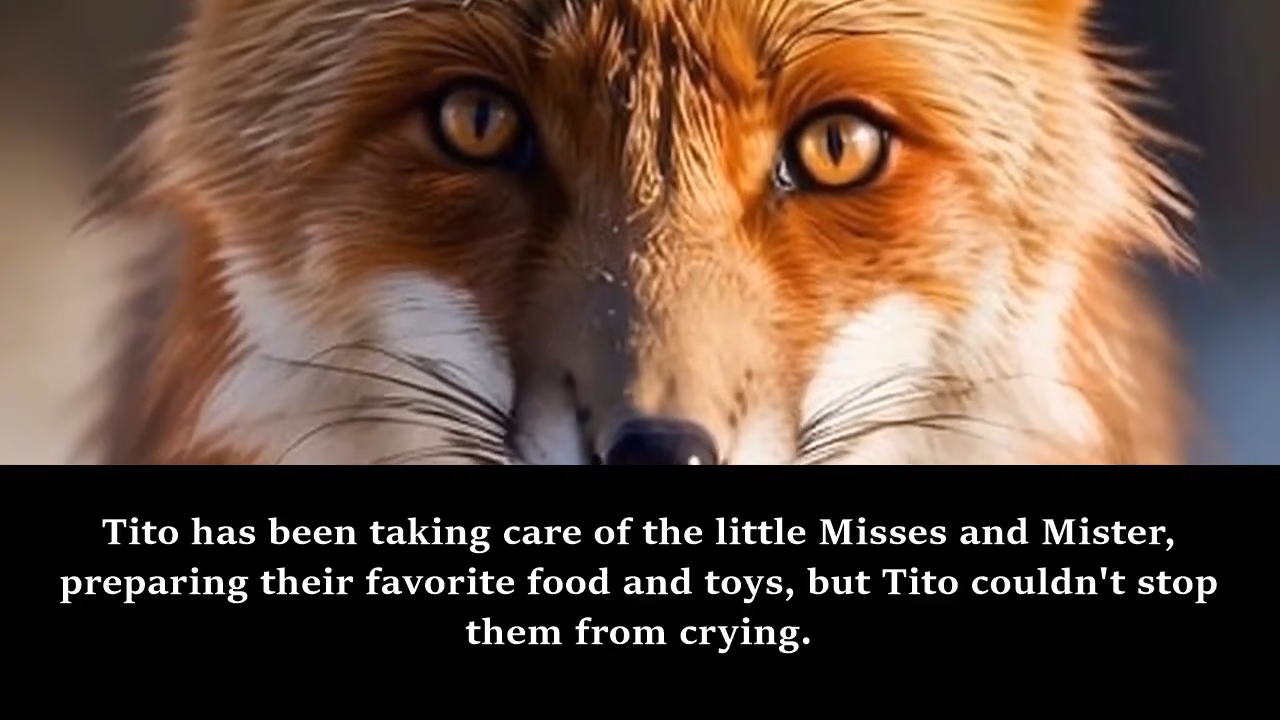 Tito has been taking care of the little Misses and Mister,
preparing their favorite food and toys, but Tito couldn't stop
them from crying.